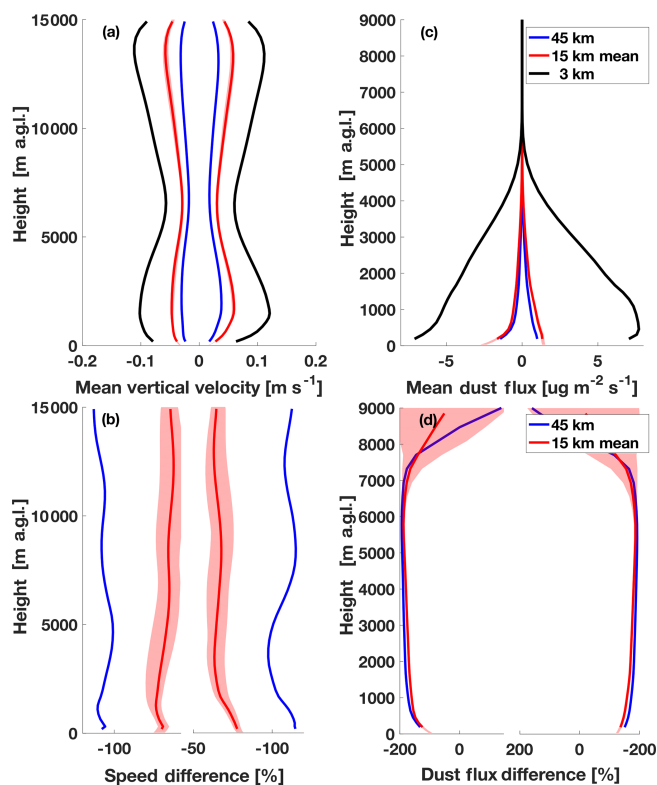 (a)
15000
10000
5000
0
Height [m a.g.l.]
-0.2
-0.1
0
0.1
0.2
Mean vertical velocity [m s-1]
(c)
45 km
15 km mean
3 km
9000
8000
7000
6000
5000
4000
3000
2000
1000
0
Height [m a.g.l.]
-5
0
5
Mean dust flux [ug m-2 s-1]
(b)
15000
10000
5000
0
Height [m a.g.l.]
-100
-50
-100
Speed difference [%]
(d)
45 km
15 km mean
9000
8000
7000
6000
5000
4000
3000
2000
1000
0
Height [m a.g.l.]
-200
0
200
0
-200
Dust flux difference [%]